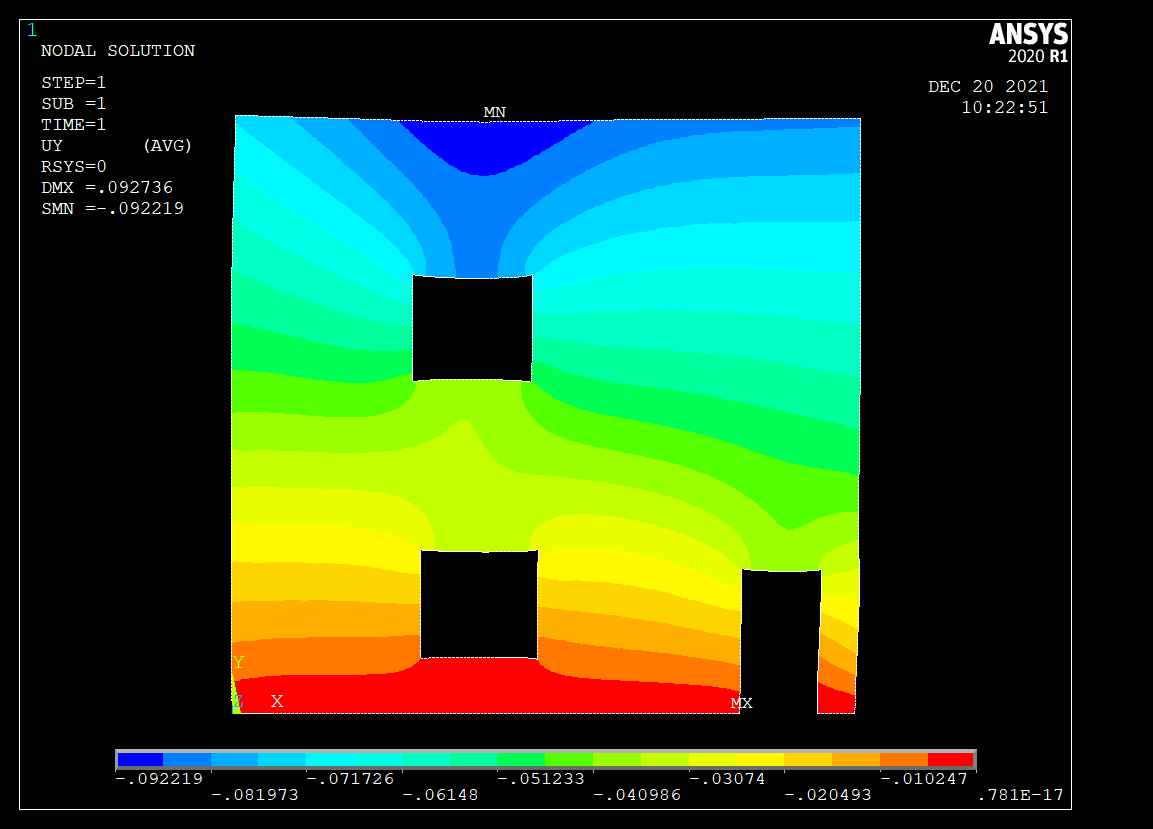 1
ANSYS
2020 R1
NODAL SOLUTION
STEP=1
SUB =1
TIME=1
UY (AVG)
RSYS=0
DMX =.092736
SMN =-.092219
DEC 20 2021
10:22:51
MN
Y
Z X
MX
-.092219 -.071726 -.051233 -.03074 -.010247
-.081973 -.06148 -.040986 -.020493 .781E-17